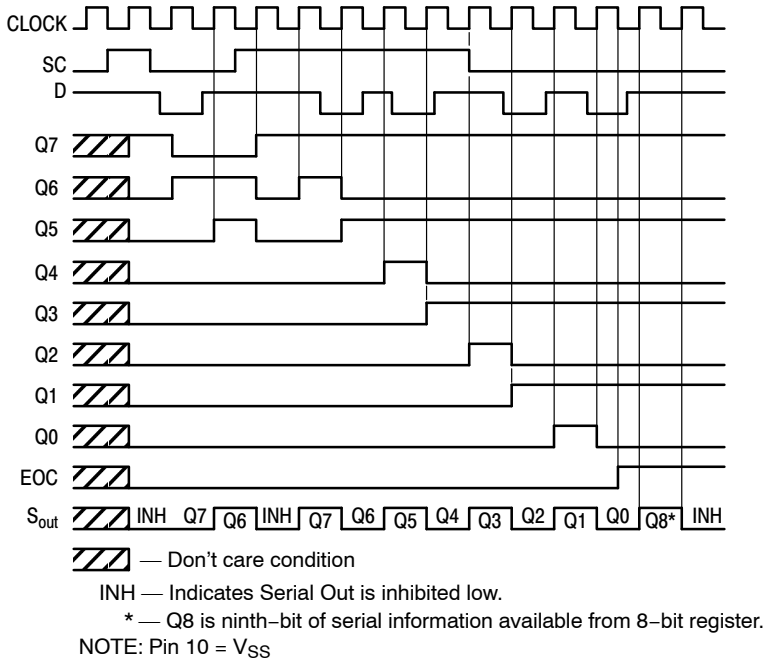 CLOCK
SC
D
Q7
Q6
Q5
Q4
Q3
Q2
Q1
Q0
EOC
Sout INH Q7 Q6 INH Q7 Q6 Q5 Q4 Q3 Q2 Q1 Q0 Q8* INH
— Don't care condition
INH — Indicates Serial Out is inhibited low.
* — Q8 is ninth−bit of serial information available from 8−bit register.
NOTE: Pin 10 = VSS